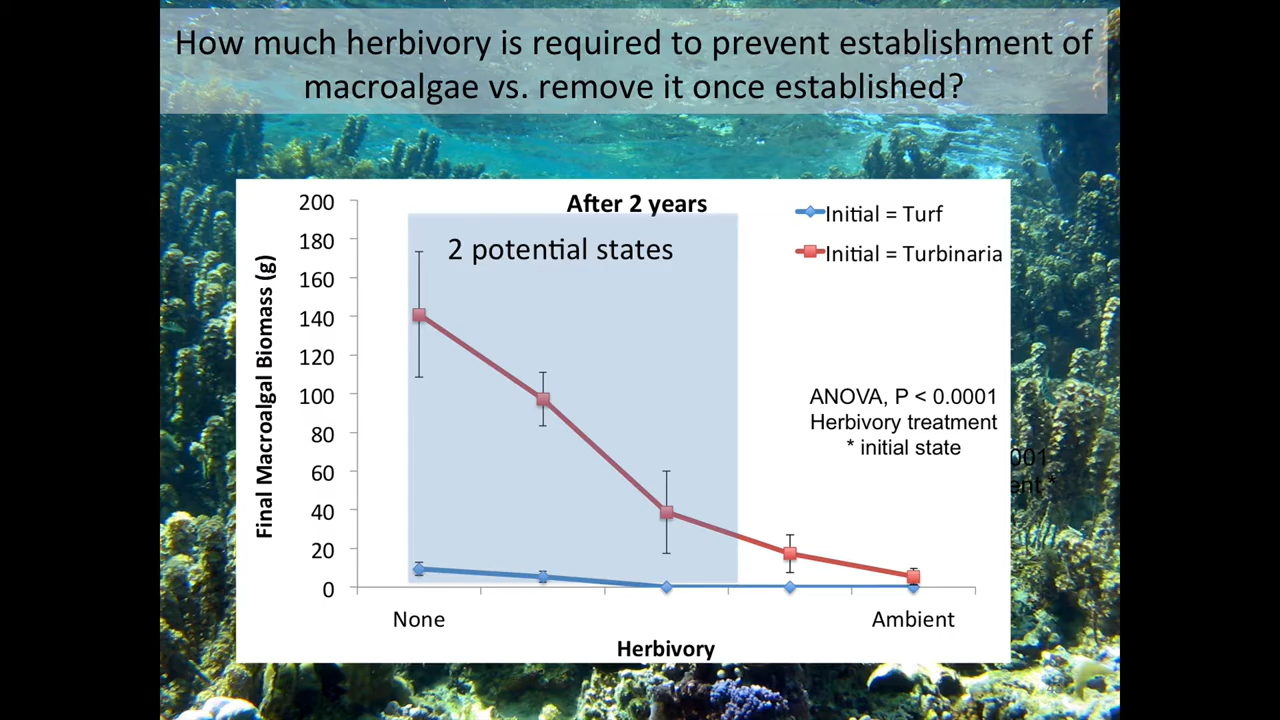 How much herbivory is required to prevent establishment of
macroalgae vs. remove it once established?
After 2 years
2 potential states
Initial = Turf
Initial = Turbinaria
200
180
160
140
120
100
80
60
40
20
0
Final Macroalgal Biomass (g)
ANOVA, P < 0.0001
Herbivory treatment
* initial state
001
ent *
None
Ambient
Herbivory